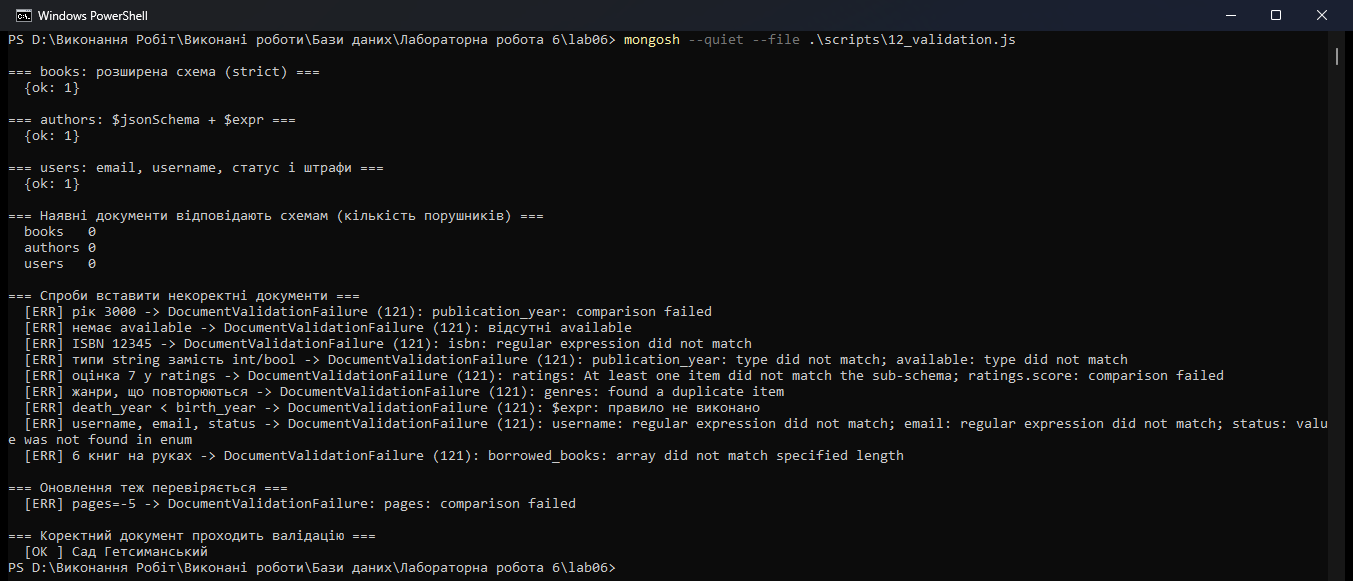 Windows PowerShell
PS D:\Виконання Робіт\Виконані роботи\Бази даних\Лабораторна робота 6\lab06> mongosh --quiet --file .\scripts\12_validation.js
=== books: розширена схема (strict) ===
{ok: 1}
=== authors: $jsonSchema + $expr ===
{ok: 1}
=== users: email, username, статус і штрафи ===
{ok: 1}
=== Наявні документи відповідають схемам (кількість порушників) ===
books   0
authors 0
users   0
=== Спроби вставити некоректні документи ===
[ERR] рік 3000 -> DocumentValidationFailure (121): publication_year: comparison failed
[ERR] немає available -> DocumentValidationFailure (121): відсутні available
[ERR] ISBN 12345 -> DocumentValidationFailure (121): isbn: regular expression did not match
[ERR] типи string замість int/bool -> DocumentValidationFailure (121): publication_year: type did not match; available: type did not match
[ERR] оцінка 7 у ratings -> DocumentValidationFailure (121): ratings: At least one item did not match the sub-schema; ratings.score: comparison failed
[ERR] жанри, що повторюються -> DocumentValidationFailure (121): genres: found a duplicate item
[ERR] death_year < birth_year -> DocumentValidationFailure (121): $expr: правило не виконано
[ERR] username, email, status -> DocumentValidationFailure (121): username: regular expression did not match; email: regular expression did not match; status: valu
e was not found in enum
[ERR] 6 книг на руках -> DocumentValidationFailure (121): borrowed_books: array did not match specified length
=== Оновлення теж перевіряється ===
[ERR] pages=-5 -> DocumentValidationFailure: pages: comparison failed
=== Коректний документ проходить валідацію ===
[OK ] Сад Гетсиманський
PS D:\Виконання Робіт\Виконані роботи\Бази даних\Лабораторна робота 6\lab06>